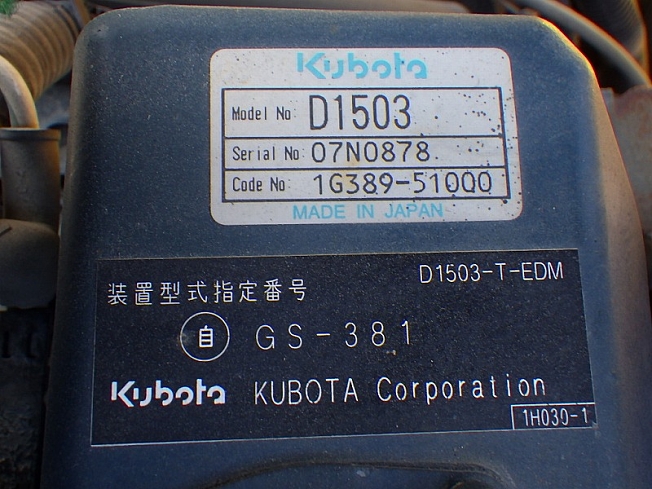 Kubota
Model No D1503
Serial No 07N0878
Code No 1G389-51000
MADE IN JAPAN
D1503-T-EDM
装置型式指定番号
自 GS-381
Kubota KUBOTA Corporation
1H030-1